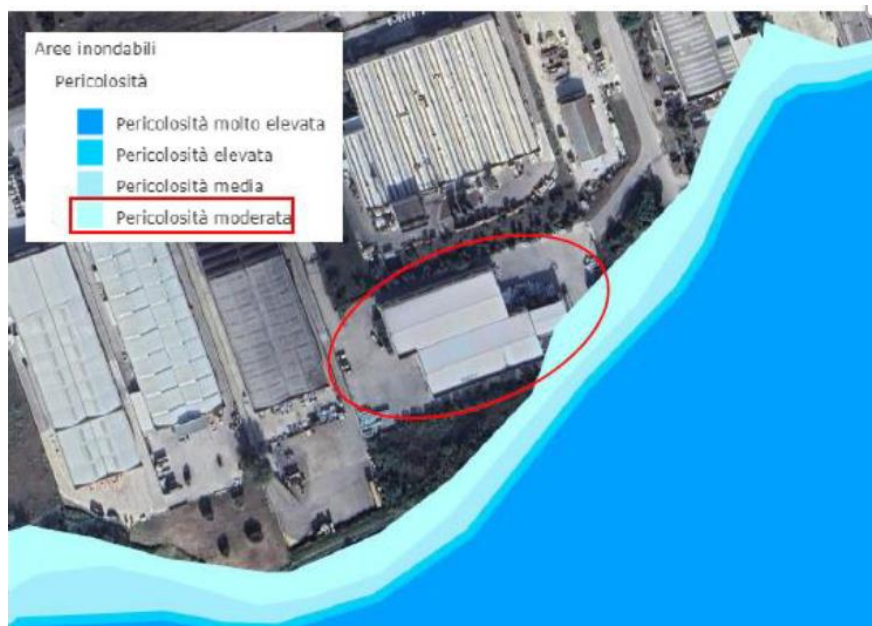 Aree inondabili
Pericolosità
Pericolosità molto elevata
Pericolosità elevata
Pericolosità media
Pericolosità moderata